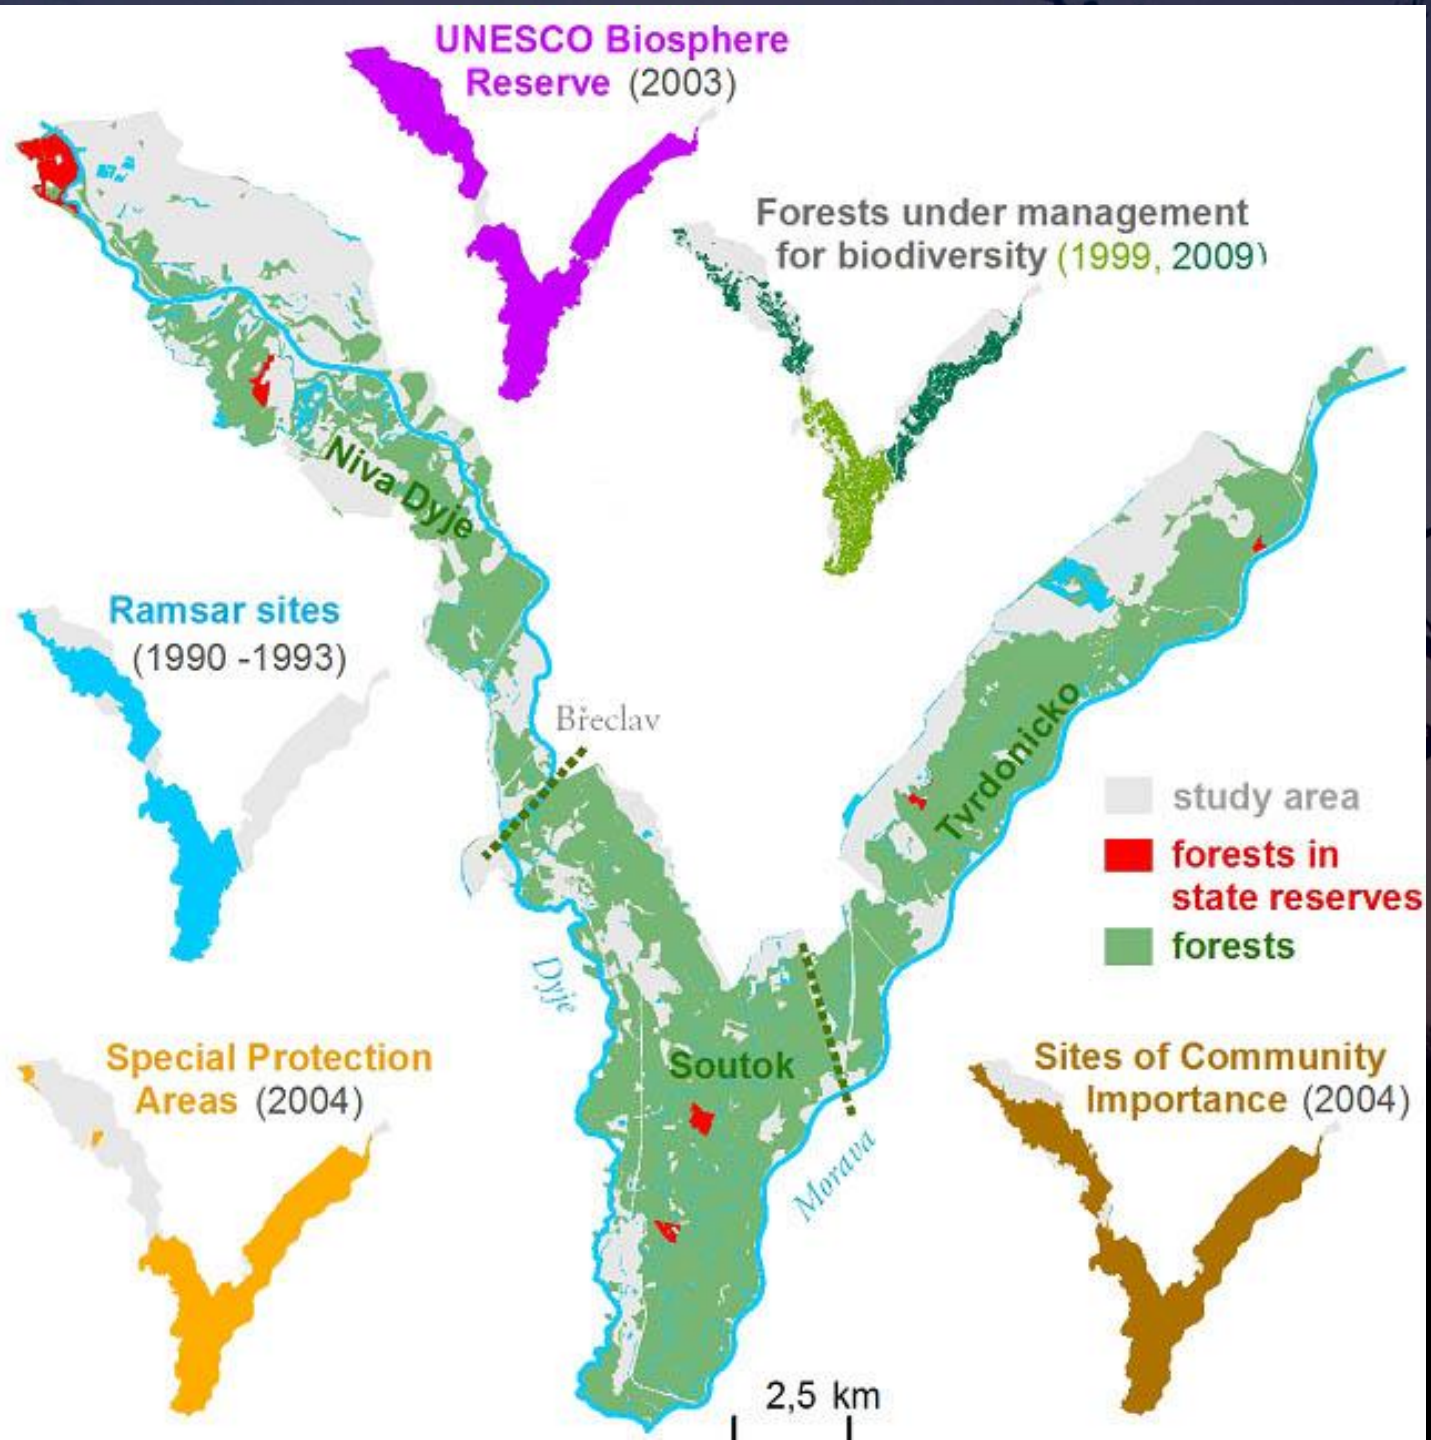 UNESCO Biosphere
Reserve (2003)
Forests under management
for biodiversity (1999, 2009)
Niva Dyje
Ramsar sites
(1990 -1993)
Břeclav
Tvrdonicko
study area
forests in
state reserves
forests
Dyje
Soutok
Morava
Special Protection
Areas (2004)
Sites of Community
Importance (2004)
2,5 km